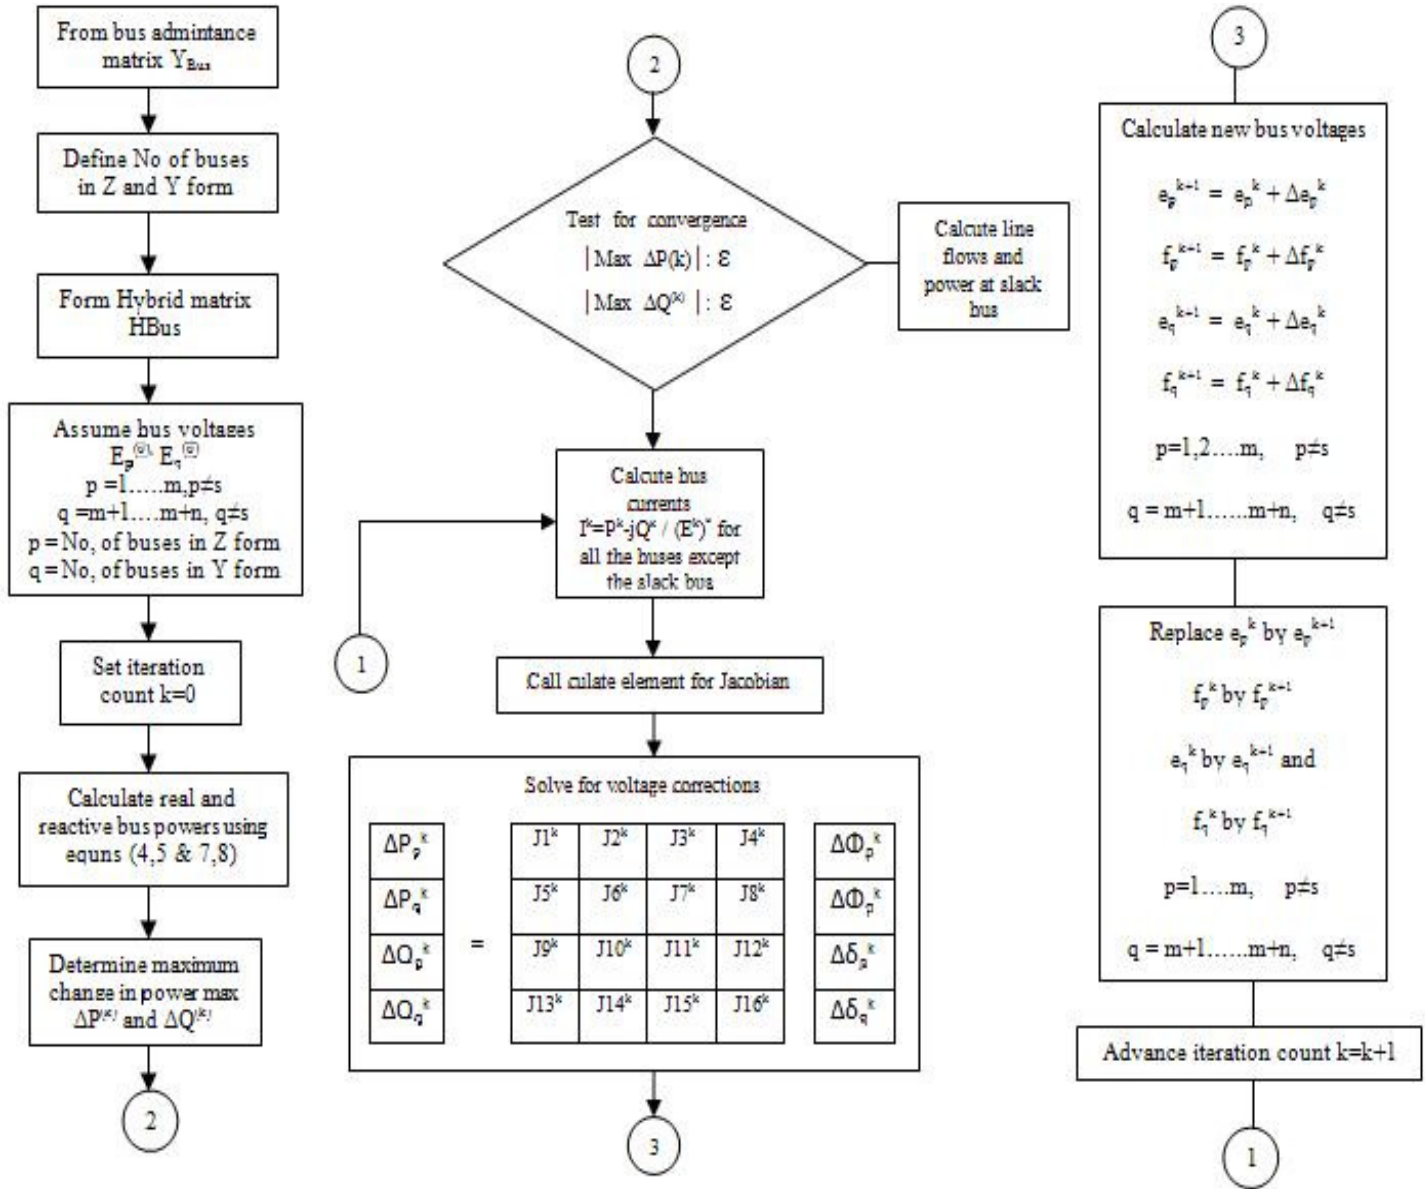 From bus admintance
matrix Y_Bus
Define No of buses
in Z and Y form
Form Hybrid matrix
HBus
Assume bus voltages
E_p E_q
p =1.....m,p≠s
q =m+1....m+n, q≠s
p = No, of buses in Z form
q = No, of buses in Y form
Set iteration
count k=0
Calculate real and
reactive bus powers using
equns (4,5 & 7,8)
Determine maximum
change in power max
ΔP^(k) and ΔQ^(k)
2
2
Test for convergence
|Max ΔP(k)| : ε
|Max ΔQ^(k)| : ε
Calcute line
flows and
power at slack
bus
Calcute bus
currents
I^k=P^k-jQ^k / (E^k)^* for
all the buses except
the slack bus
1
Call culate element for Jacobian
Solve for voltage corrections
ΔP_p^k J1^k J2^k J3^k J4^k ΔΦ_p^k
ΔP_q^k J5^k J6^k J7^k J8^k ΔΦ_p^k
ΔQ_p^k = J9^k J10^k J11^k J12^k Δδ_p^k
ΔQ_q^k J13^k J14^k J15^k J16^k Δδ_q^k
3
3
Calculate new bus voltages
e_p^k+1 = e_p^k + Δe_p^k
f_p^k+1 = f_p^k + Δf_p^k
e_q^k+1 = e_q^k + Δe_q^k
f_q^k+1 = f_q^k + Δf_q^k
p=1,2....m, p≠s
q = m+1......m+n, q≠s
Replace e_p^k by e_p^k+1
f_p^k by f_p^k+1
e_q^k by e_q^k+1 and
f_q^k by f_q^k+1
p=1....m, p≠s
q = m+1......m+n, q≠s
Advance iteration count k=k+1
1